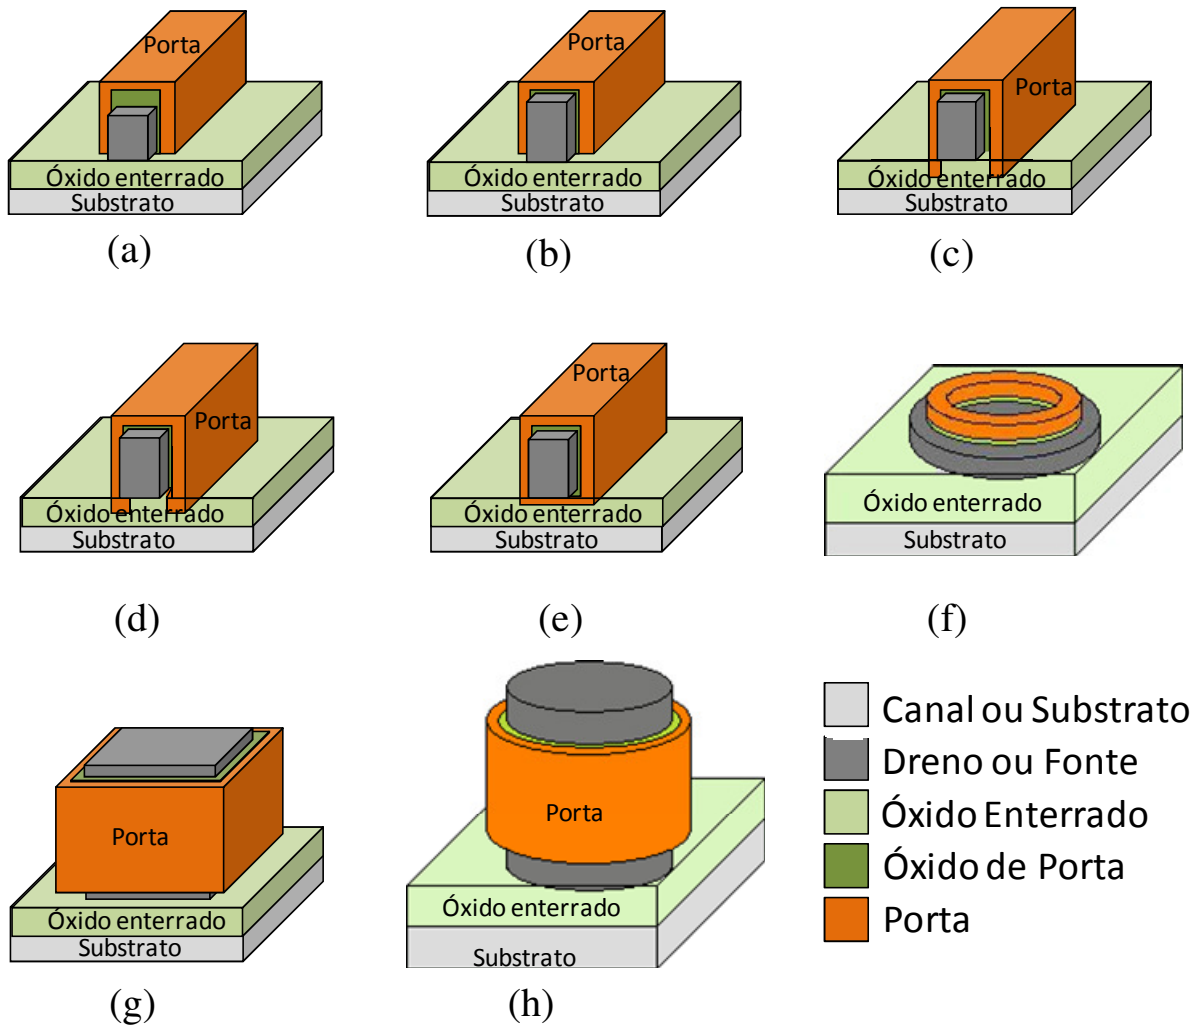 Porta
Óxido enterrado
Substrato
(a)
Porta
Óxido enterrado
Substrato
(b)
Porta
Óxido enterrado
Substrato
(c)
Porta
Óxido enterrado
Substrato
(d)
Porta
Óxido enterrado
Substrato
(e)
Óxido enterrado
Substrato
(f)
Porta
Óxido enterrado
Substrato
(g)
Porta
Óxido enterrado
Substrato
(h)
Canal ou Substrato
Dreno ou Fonte
Óxido Enterrado
Óxido de Porta
Porta